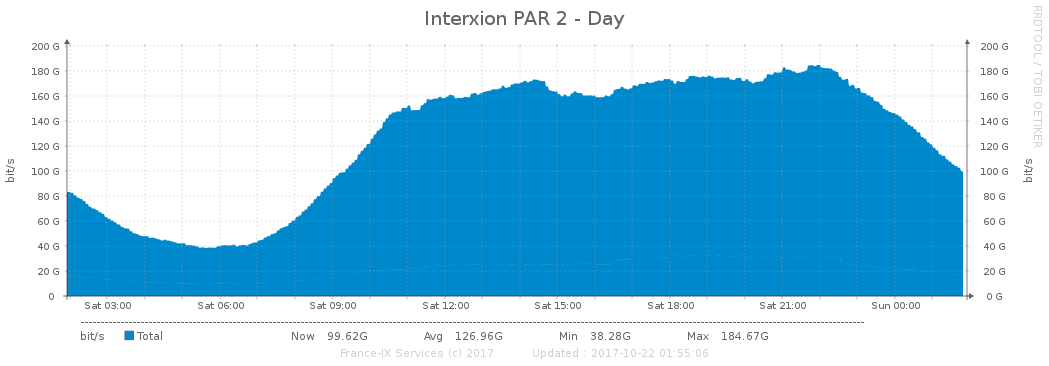 Interxion PAR 2 - Day
RRDTOOL / TOBI OETIKER
200 G 200 G
180 G 180 G
160 G 160 G
140 G 140 G
120 G 120 G
100 G 100 G
80 G 80 G
60 G 60 G
40 G 40 G
20 G 20 G
0 0 G
bit/s bit/s
Sat 03:00 Sat 06:00 Sat 09:00 Sat 12:00 Sat 15:00 Sat 18:00 Sat 21:00 Sun 00:00
bit/s Total Now 99.62G Avg 126.96G Min 38.28G Max 184.67G
France-IX Services (c) 2017 Updated : 2017-10-22 01:55:06